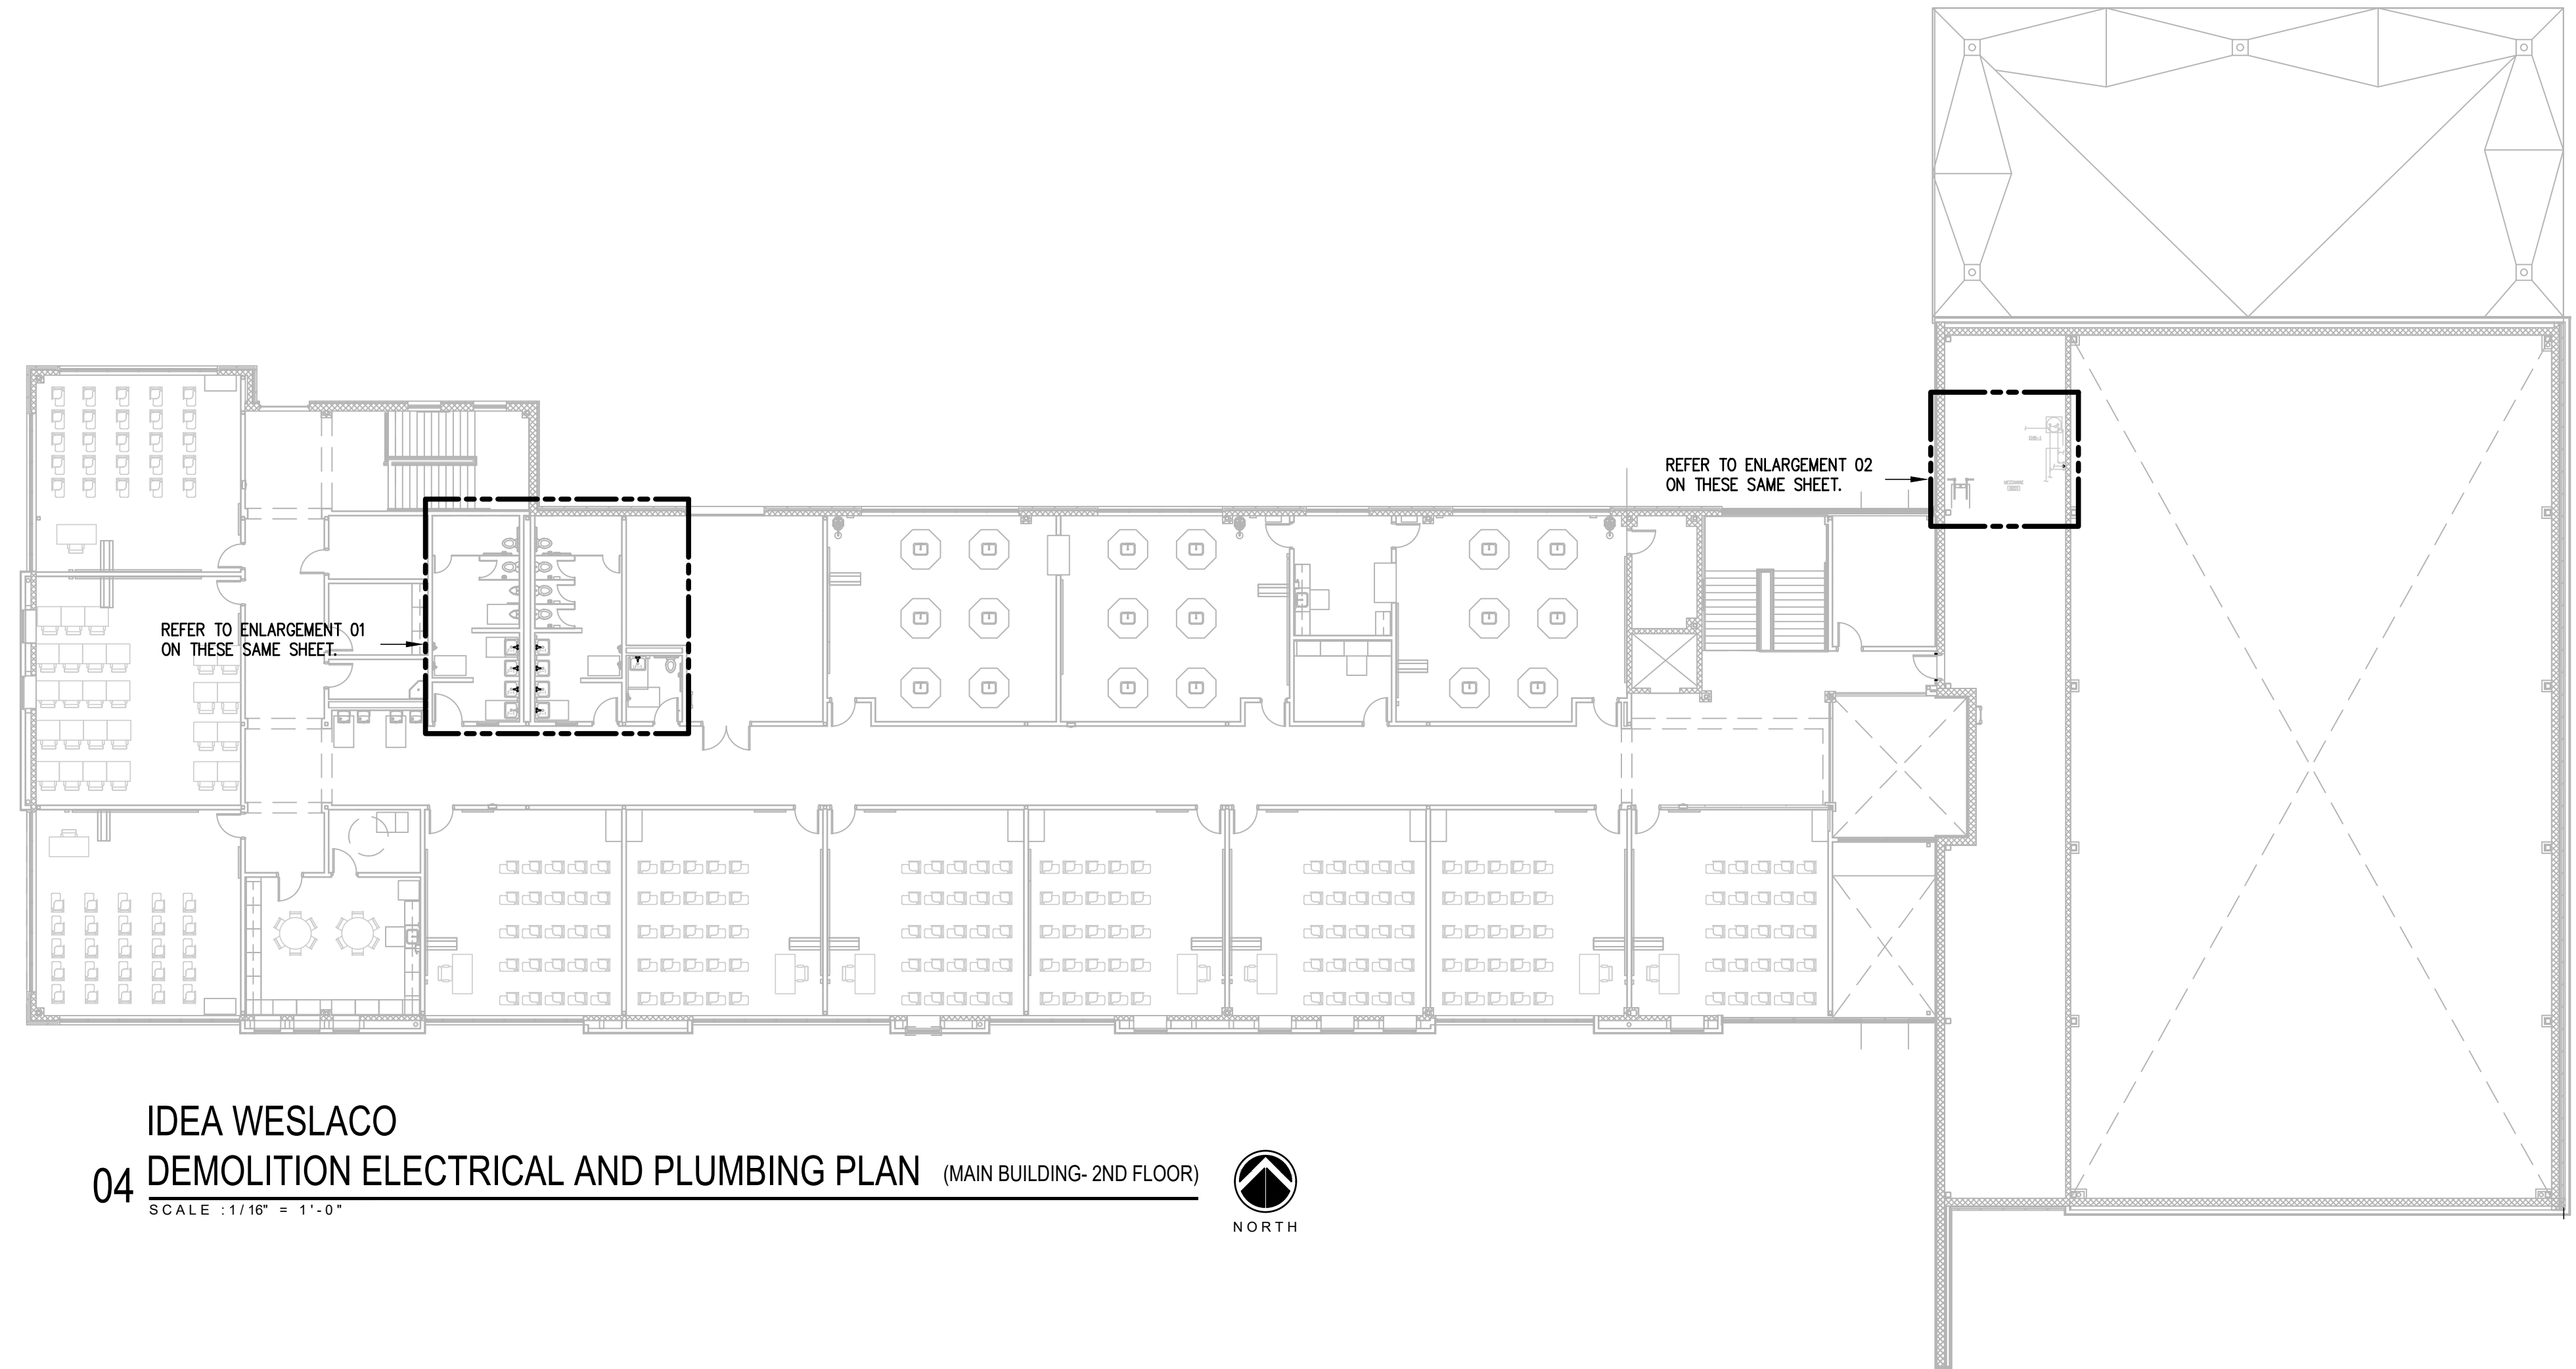 REFER TO ENLARGEMENT 02
ON THESE SAME SHEET.
REFER TO ENLARGEMENT 01
ON THESE SAME SHEET.
IDEA WESLACO
04 DEMOLITION ELECTRICAL AND PLUMBING PLAN (MAIN BUILDING- 2ND FLOOR)
SCALE :1/16" = 1'-0"
NORTH